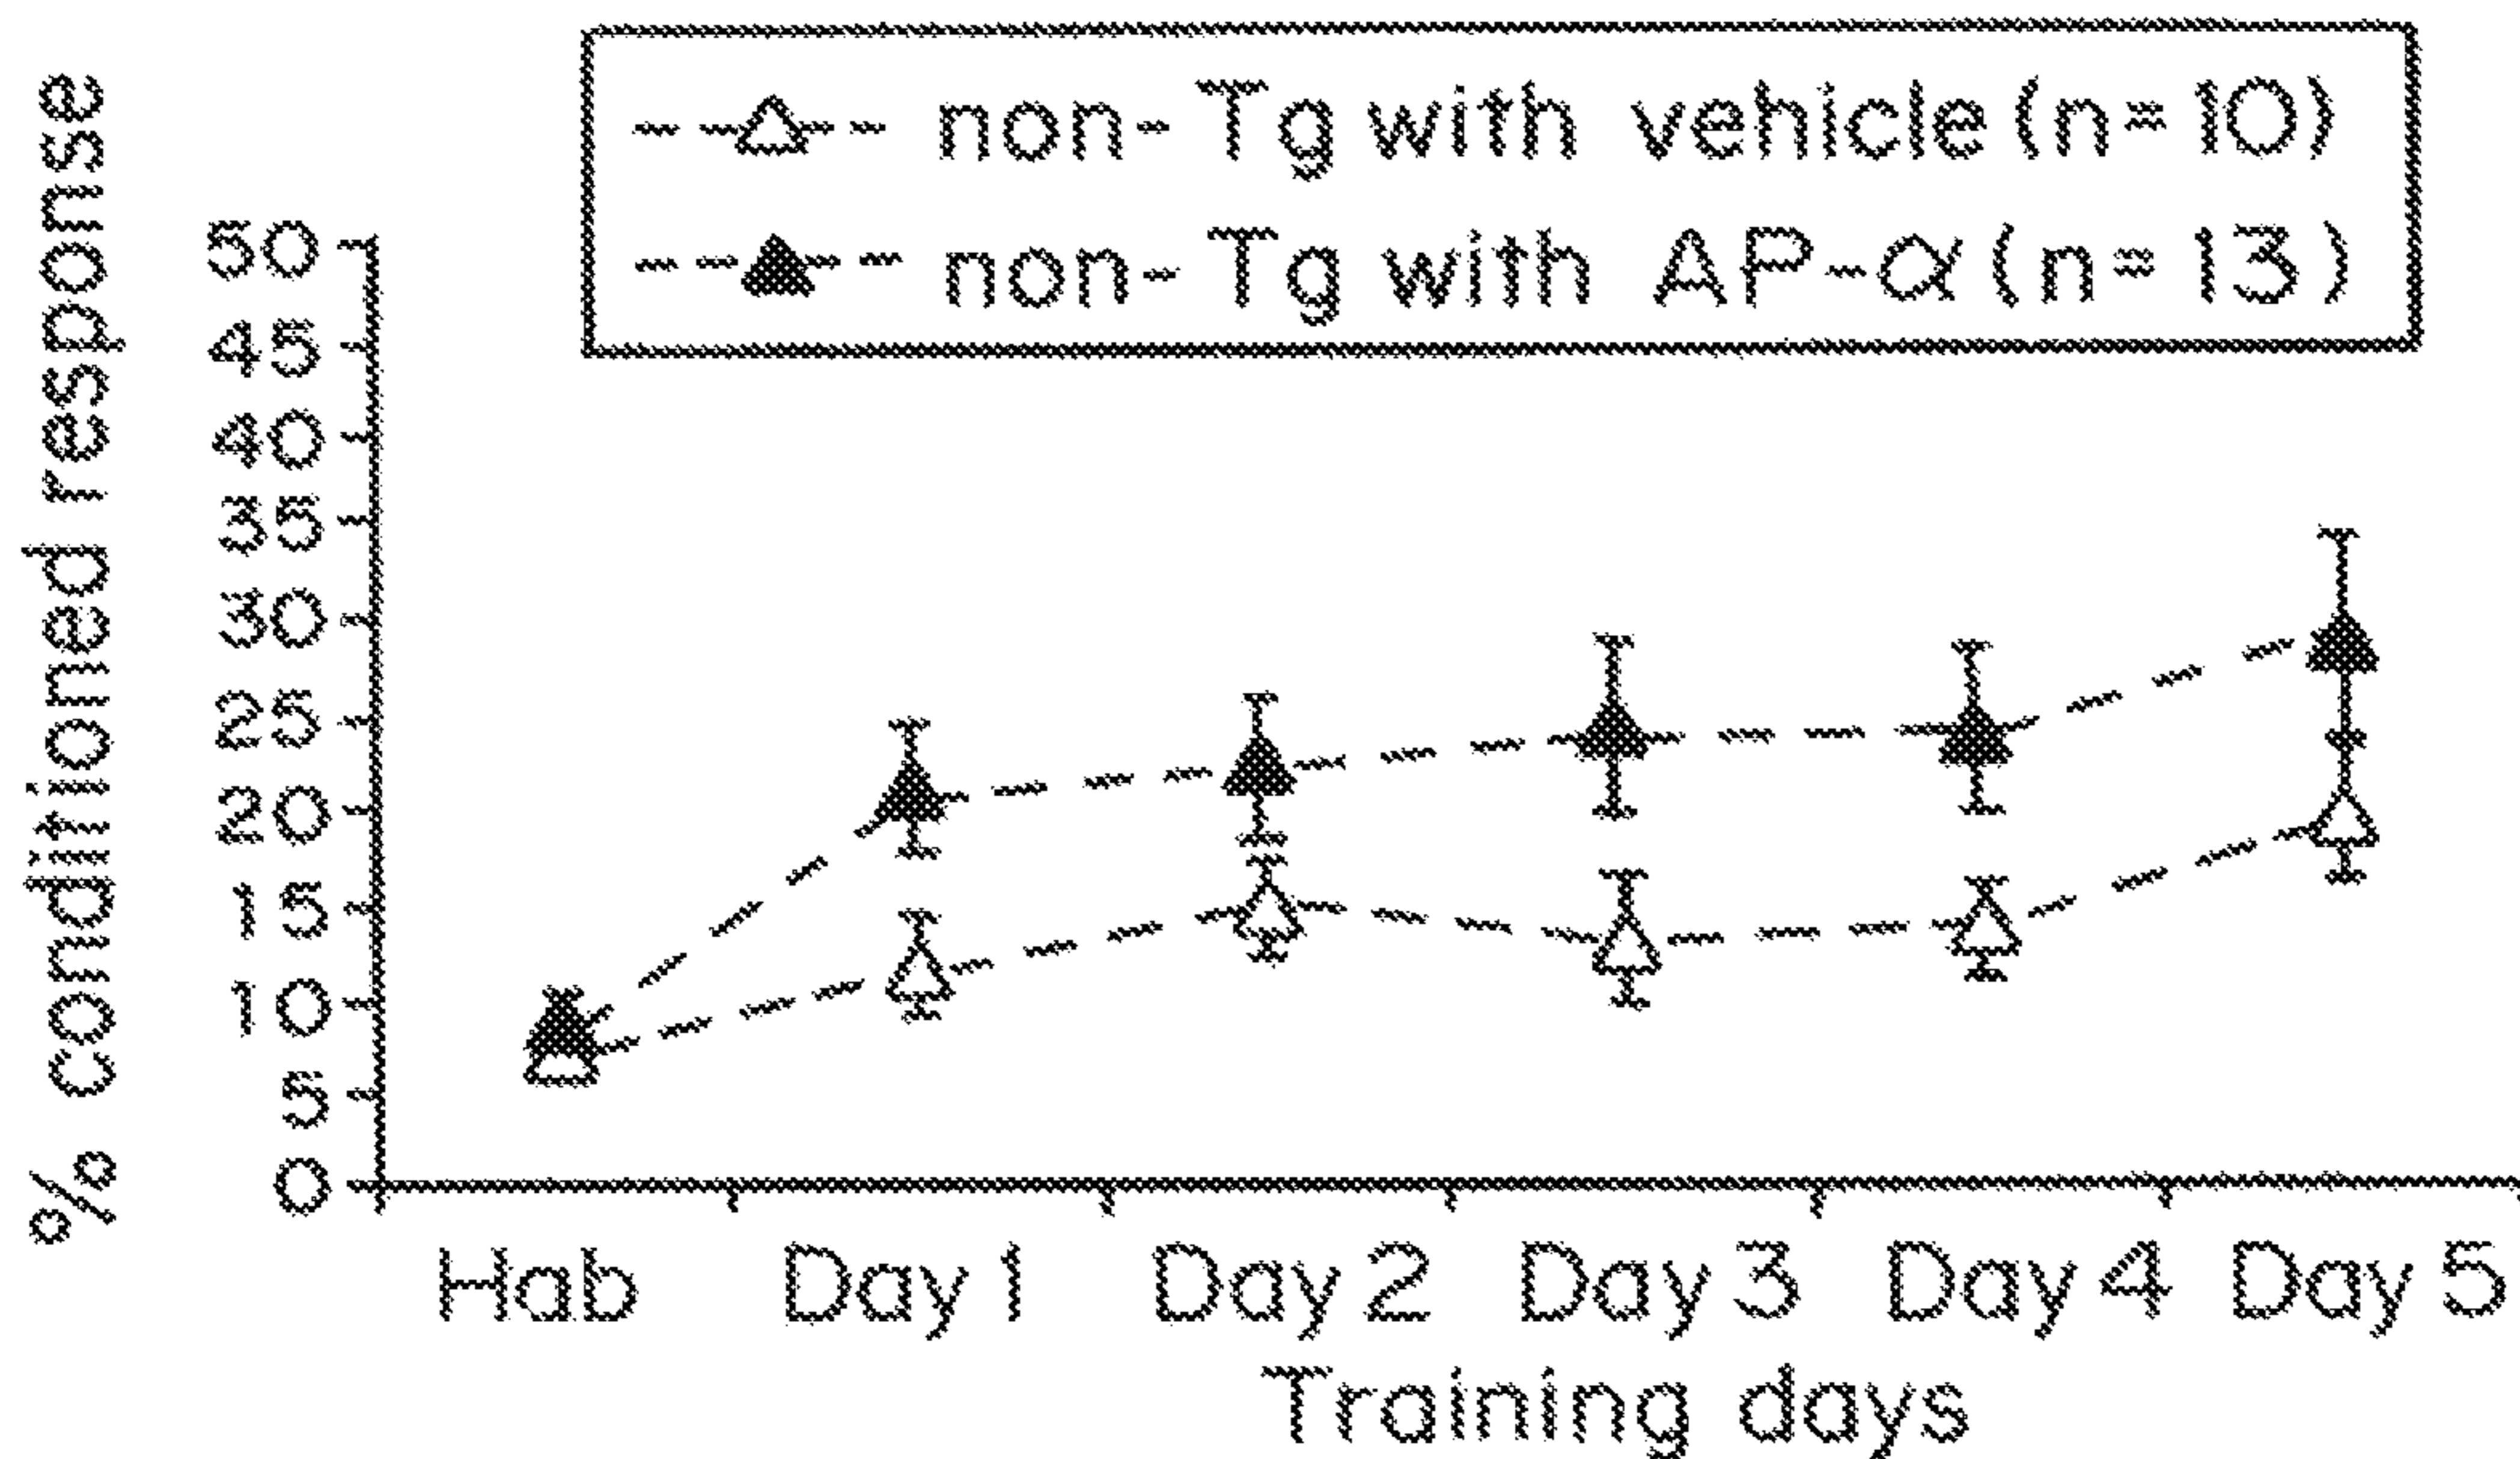 non-Tg with vehicle (n=10)
non-Tg with AP-α (n=13)
% conditioned response
50
45
40
35
30
25
20
15
10
5
0
Hab Day 1 Day 2 Day 3 Day 4 Day 5
Training days